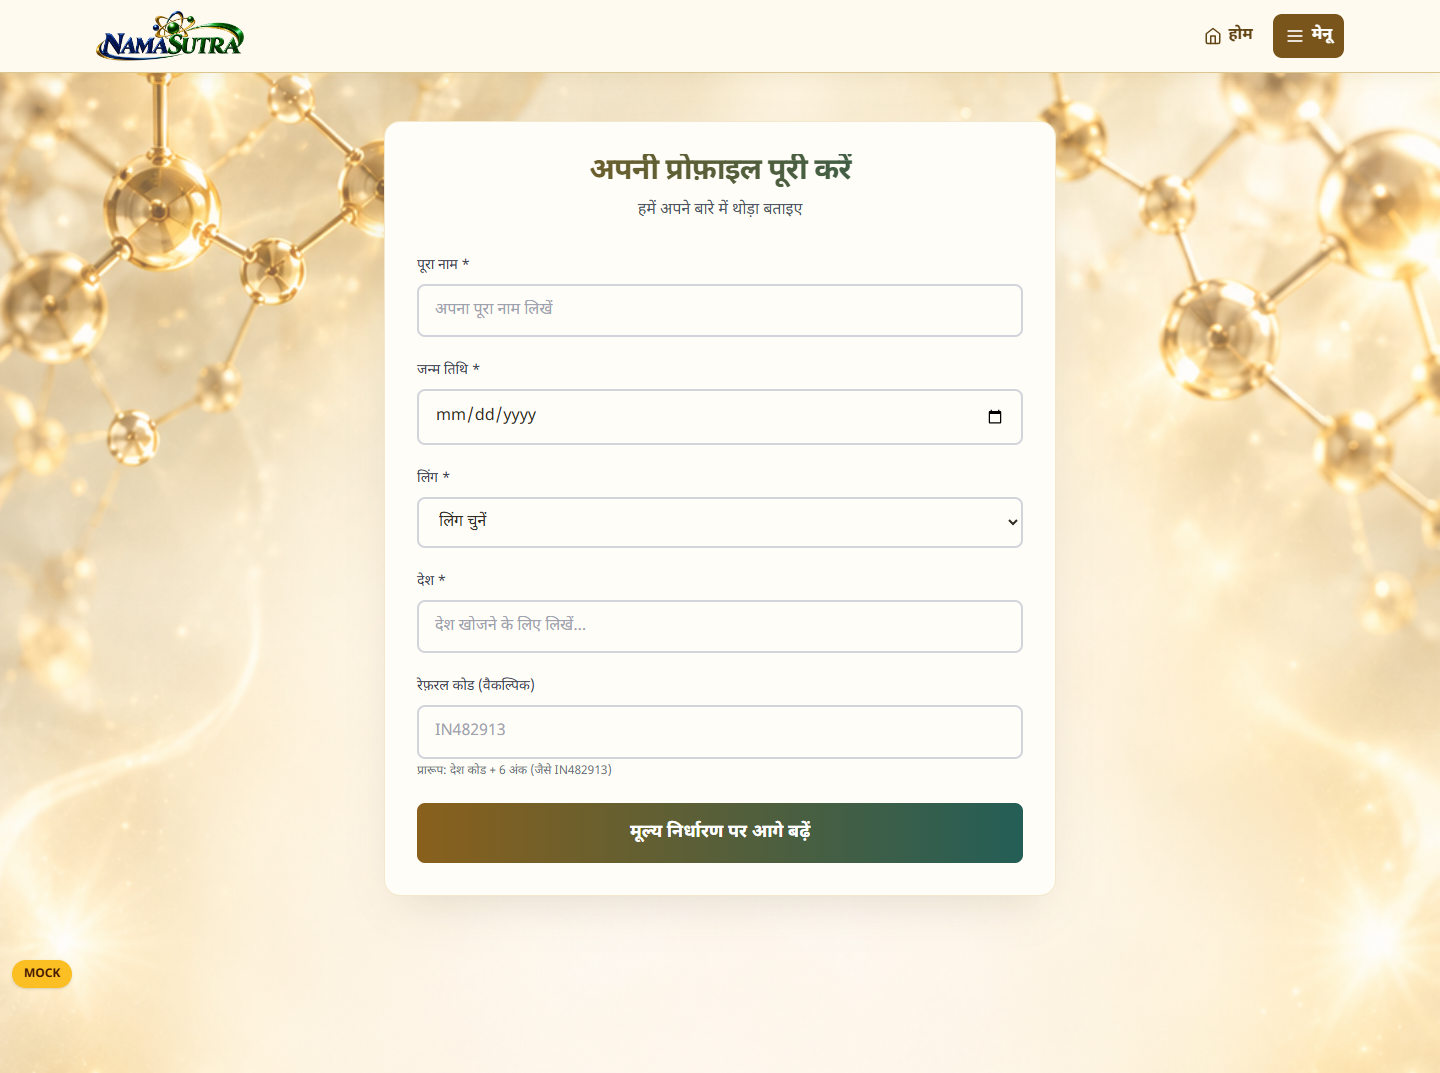 NAMASUTRA
होम
मेनू
अपनी प्रोफ़ाइल पूरी करें
हमें अपने बारे में थोड़ा बताइए
पूरा नाम *
अपना पूरा नाम लिखें
जन्म तिथि *
mm/dd/yyyy
लिंग *
लिंग चुनें
देश *
देश खोजने के लिए लिखें...
रेफ़रल कोड (वैकल्पिक)
IN482913
प्रारूप: देश कोड + 6 अंक (जैसे IN482913)
मूल्य निर्धारण पर आगे बढ़ें
MOCK